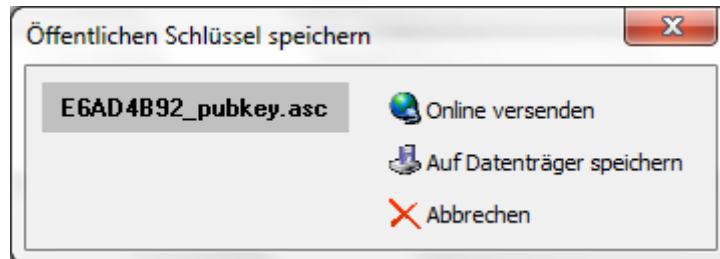 Öffentlichen Schlüssel speichern
E6AD4B92_pubkey.asc
Online versenden
Auf Datenträger speichern
Abbrechen